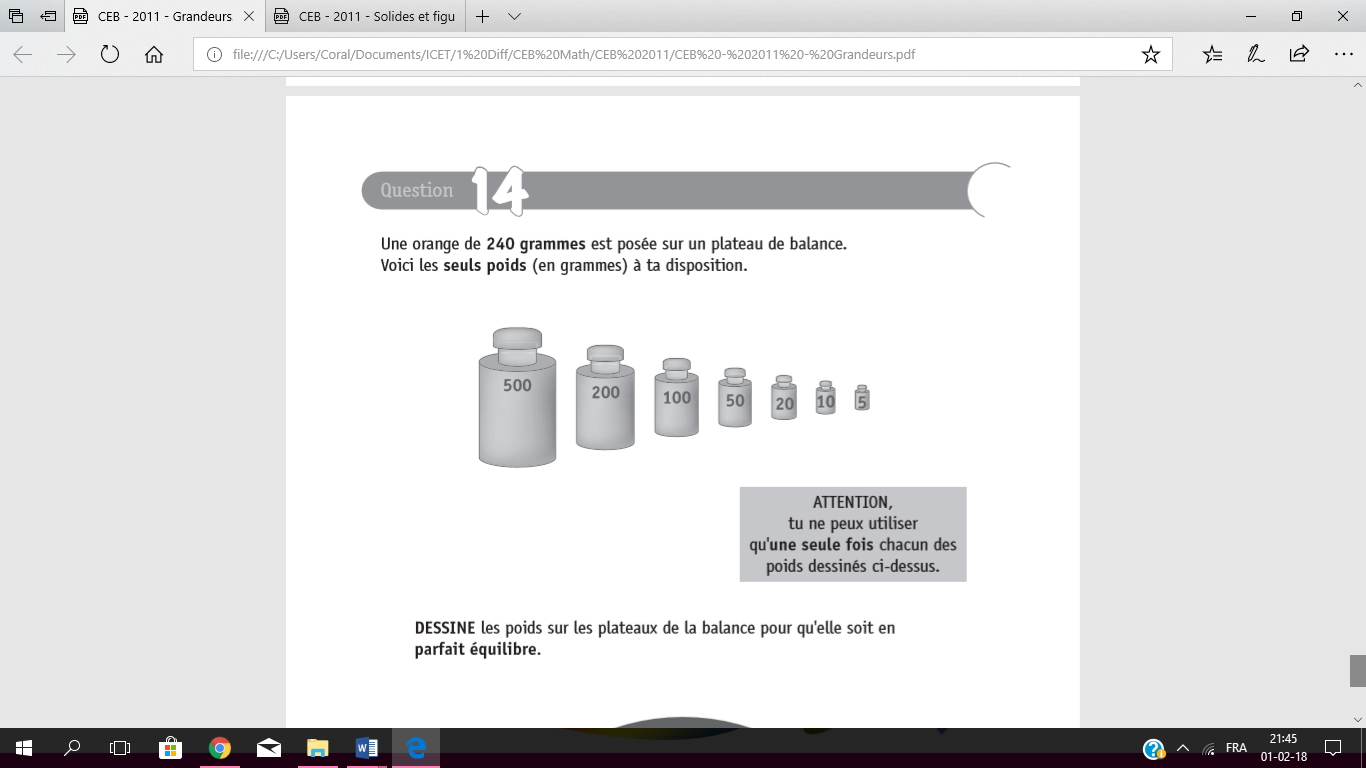 CEB - 2011 - Grandeurs
CEB - 2011 - Solides et figu
file:///C:/Users/Coral/Documents/ICET/1%20Diff/CEB%20Math/CEB%202011/CEB%20-%202011%20-%20Grandeurs.pdf
Question 14
Une orange de 240 grammes est posée sur un plateau de balance.
Voici les seuls poids (en grammes) à ta disposition.
500 200 100 50 20 10 5
ATTENTION,
tu ne peux utiliser
qu'une seule fois chacun des
poids dessinés ci-dessus.
DESSINE les poids sur les plateaux de la balance pour qu'elle soit en
parfait équilibre.
FRA
21:45
01-02-18